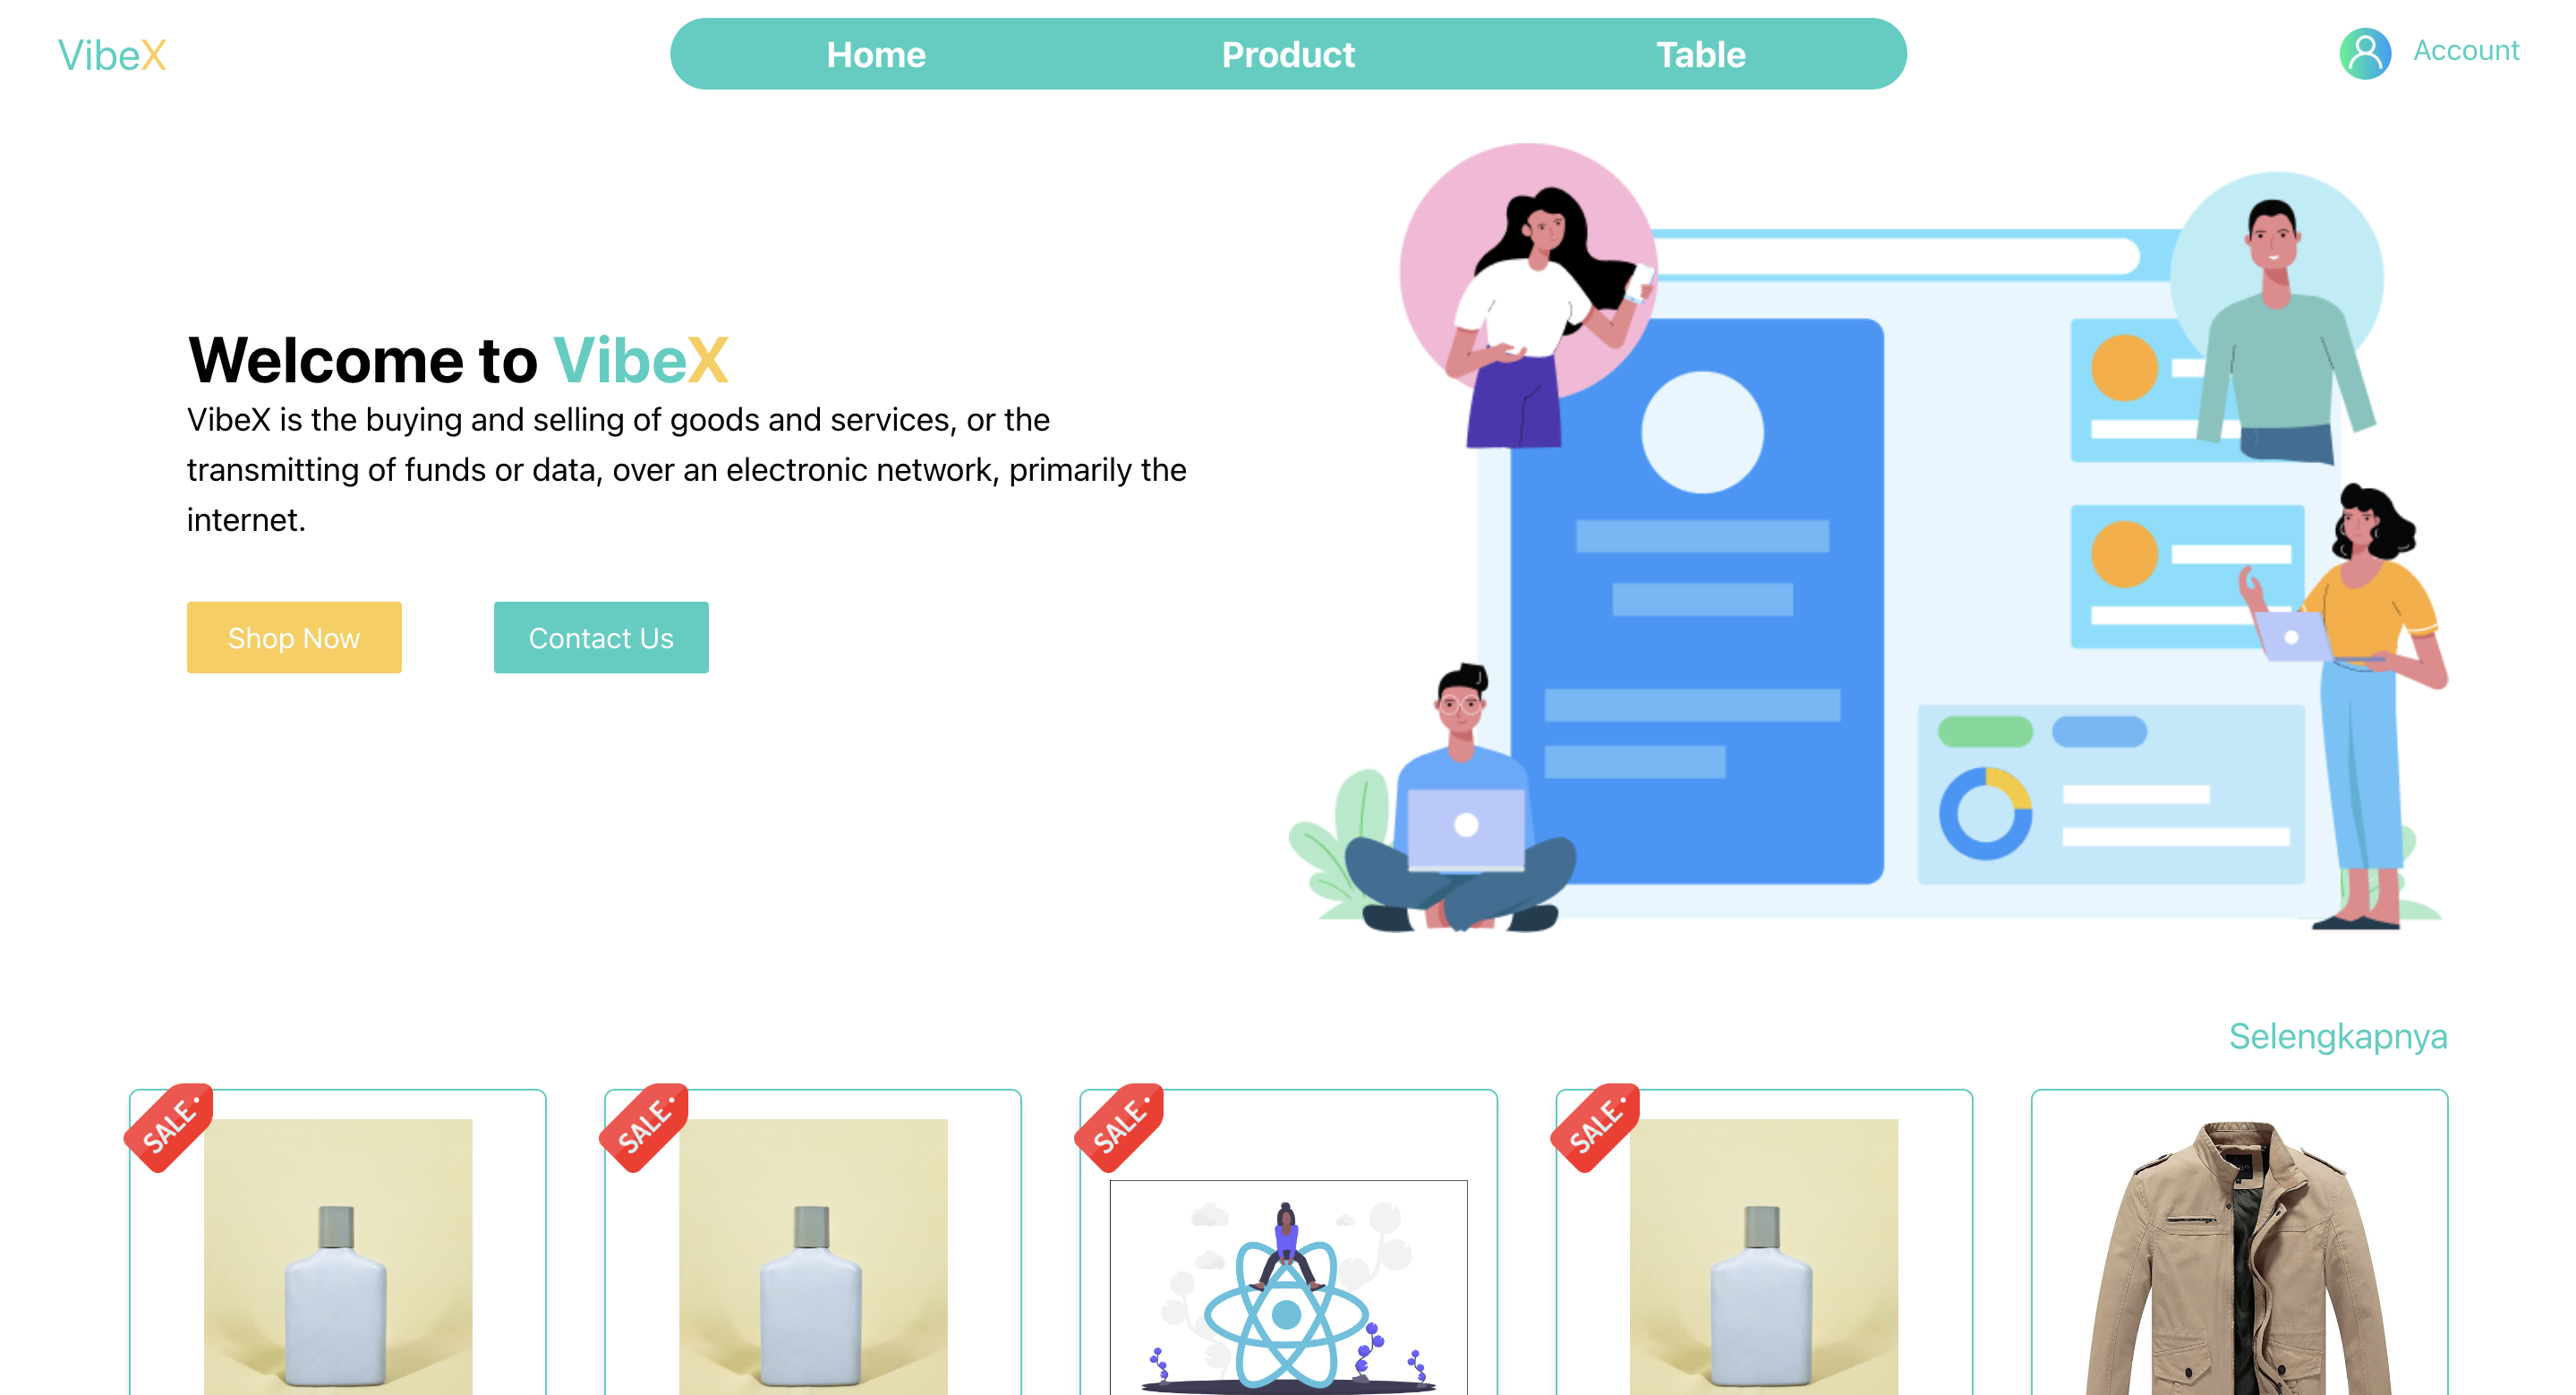 VibeX
Home
Product
Table
Account
Welcome to VibeX
VibeX is the buying and selling of goods and services, or the
transmitting of funds or data, over an electronic network, primarily the
internet.
Shop Now
Contact Us
Selengkapnya
SALE
SALE
SALE
SALE